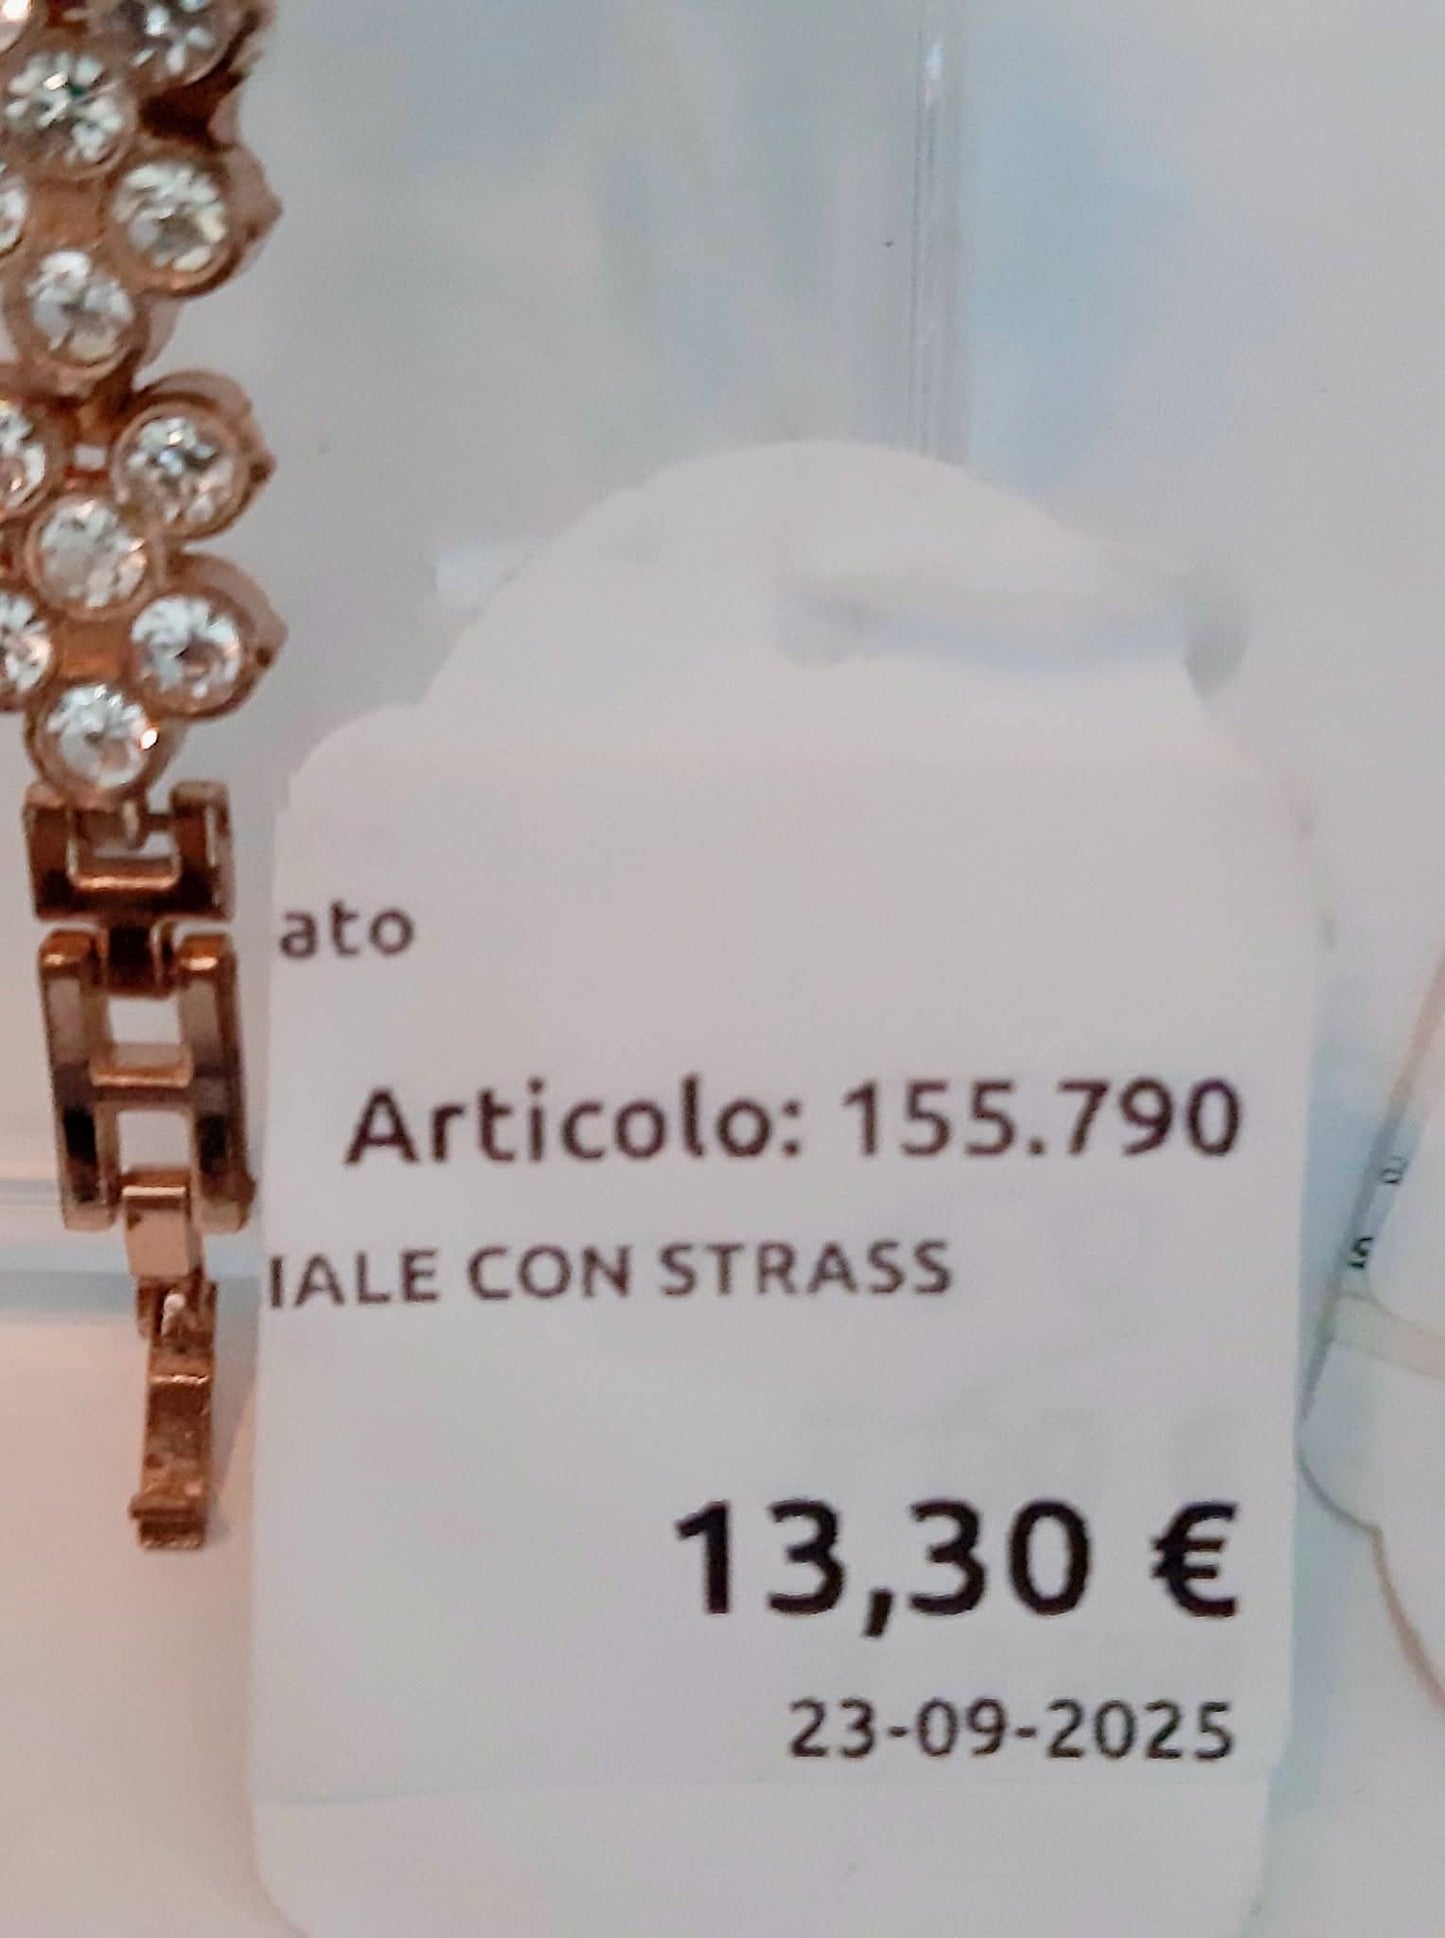 ato
Articolo: 155.790
IALE CON STRASS
13,30 €
23-09-2025